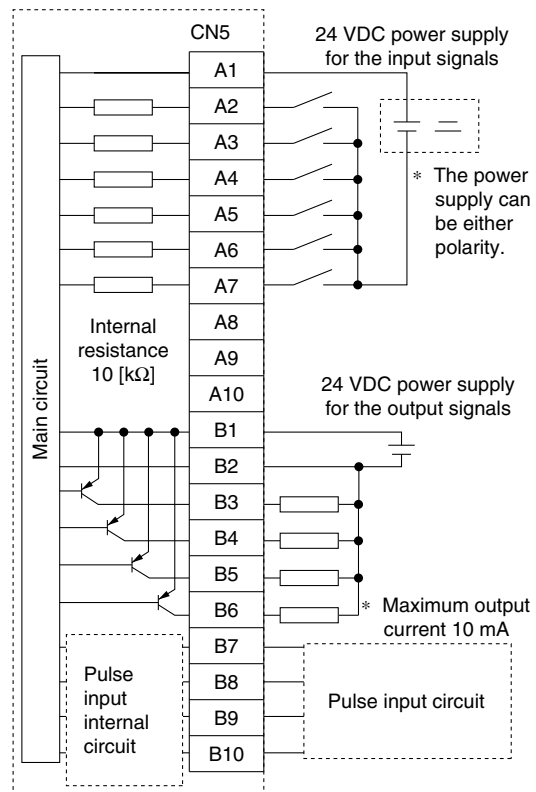 CN5
24 VDC power supply
for the input signals
A1
A2
A3
A4
A5
A6
A7
A8
A9
A10
B1
B2
B3
B4
B5
B6
B7
B8
B9
B10
* The power
supply can
be either
polarity.
Main circuit
Internal
resistance
10 [kΩ]
24 VDC power supply
for the output signals
* Maximum output
current 10 mA
Pulse
input
internal
circuit
Pulse input circuit